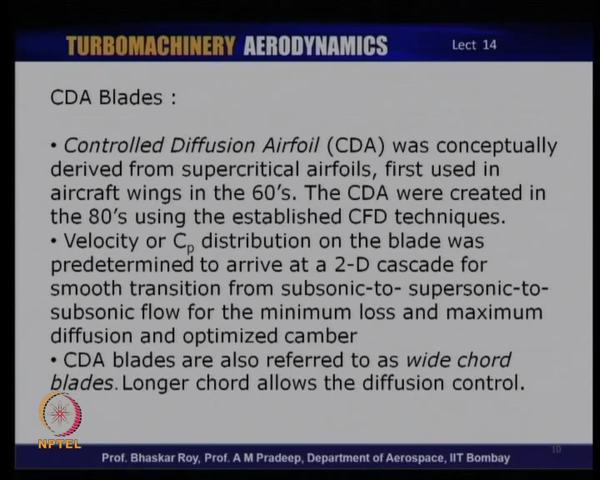 TURBOMACHINERY AERODYNAMICS Lect 14
CDA Blades :
• Controlled Diffusion Airfoil (CDA) was conceptually
derived from supercritical airfoils, first used in
aircraft wings in the 60's. The CDA were created in
the 80's using the established CFD techniques.
• Velocity or Cp distribution on the blade was
predetermined to arrive at a 2-D cascade for
smooth transition from subsonic-to- supersonic-to-
subsonic flow for the minimum loss and maximum
diffusion and optimized camber
• CDA blades are also referred to as wide chord
blades. Longer chord allows the diffusion control.
NPTEL
Prof. Bhaskar Roy, Prof. A M Pradeep, Department of Aerospace, IIT Bombay
10